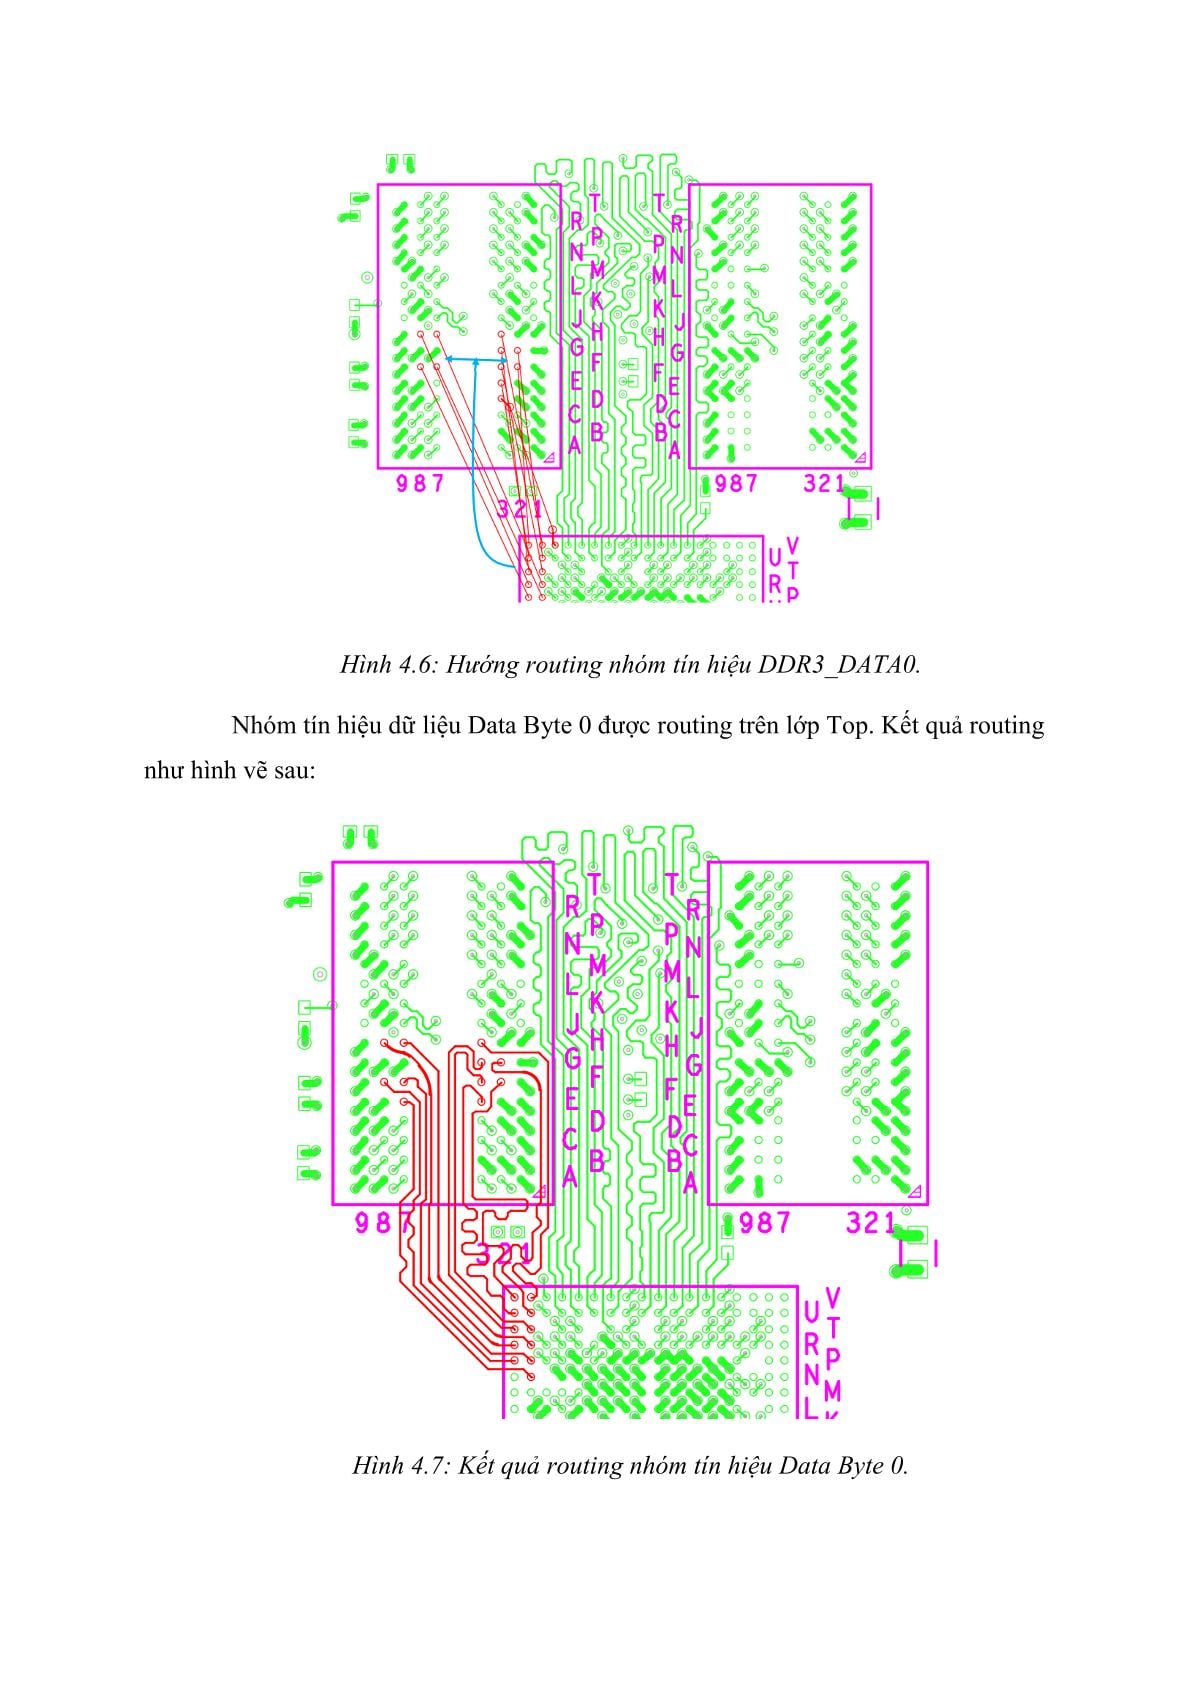 T T
R R
P P
N N
M M
L L
K K
J J
H H
G G
F F
E E
D D
C C
B B
A A
987 987 321
321
V
U
T
R
P
Hình 4.6: Hướng routing nhóm tín hiệu DDR3_DATA0.
Nhóm tín hiệu dữ liệu Data Byte 0 được routing trên lớp Top. Kết quả routing
như hình vẽ sau:
T T
R R
P P
N N
M M
L L
K K
J J
H H
G G
F F
E E
D D
C C
B B
A A
987 987 321
321
V
U
T
R
P
N
M
L
K
Hình 4.7: Kết quả routing nhóm tín hiệu Data Byte 0.